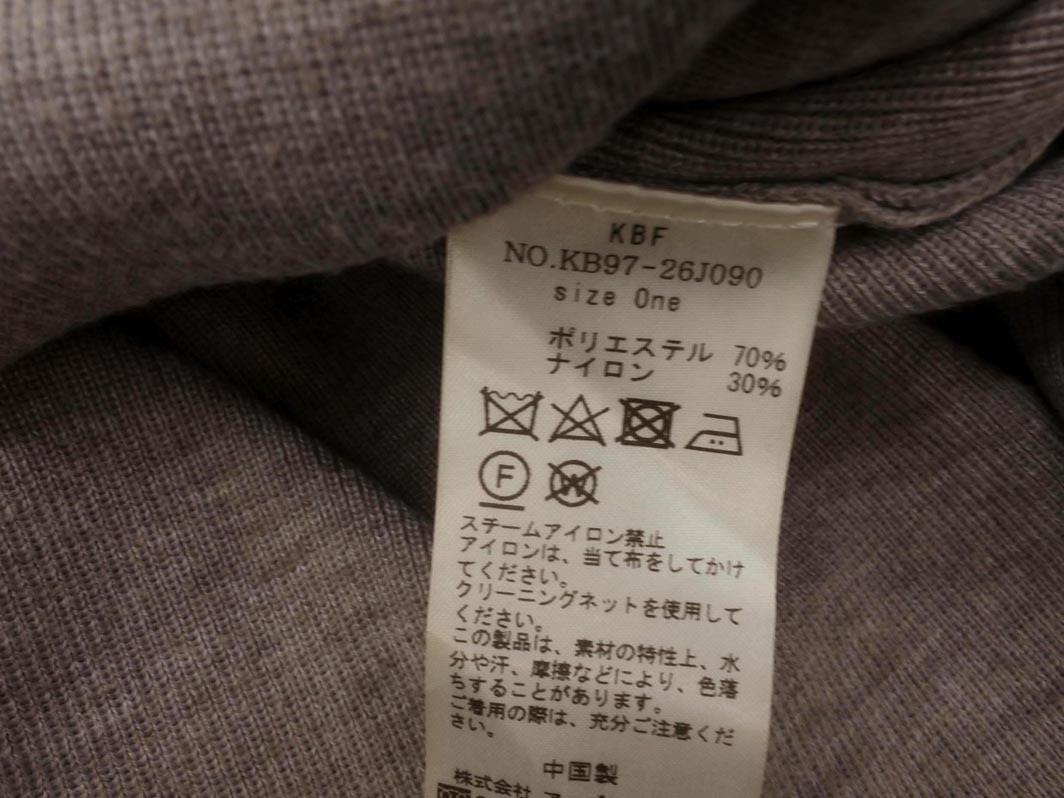 KBF
NO.KB97-26J090
size One
ポリエステル 70%
ナイロン 30%
F
W
スチームアイロン禁止
アイロンは、当て布をしてかけ
てください。
クリーニングネットを使用して
ください。
この製品は、素材の特性上、水
分や汗、摩擦などにより、色落
ちすることがあります。
ご着用の際は、充分ご注意くだ
さい。
中国製
株式会社